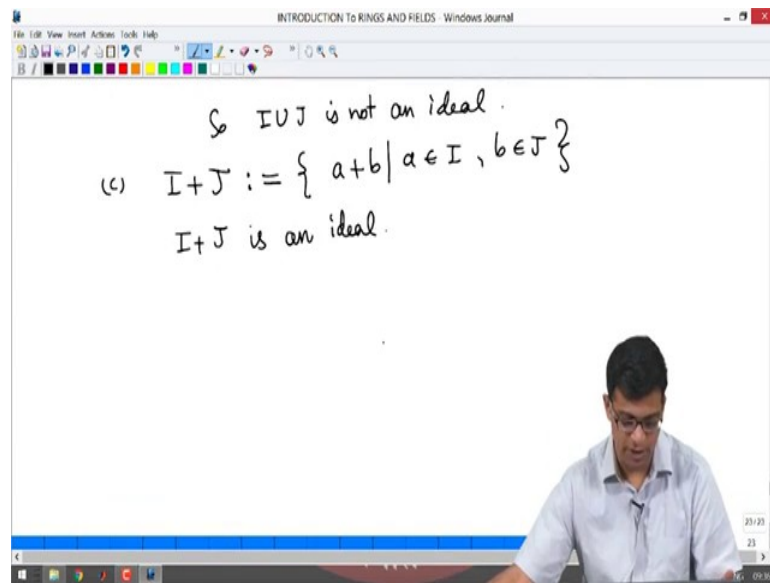 INTRODUCTION To RINGS AND FIELDS - Windows Journal
File Edit View Insert Actions Tools Help
B I
So I∪J is not an ideal.
(c) I+J := { a+b | a ∈ I, b ∈ J }
I+J is an ideal.
23/23
23